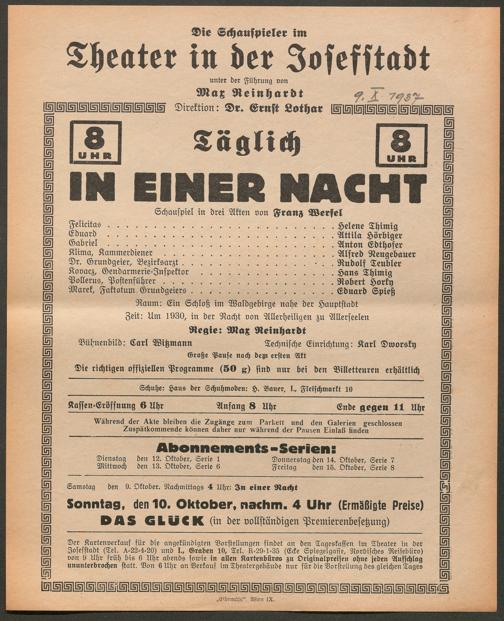 Die Schauspieler im
Theater in der Josefstadt
unter der Führung von
Max Reinhardt
Direktion: Dr. Ernst Lothar
9. X 1937
8 UHR
Täglich
8 UHR
IN EINER NACHT
Schauspiel in drei Akten von Franz Werfel
Felicitas . . . . . Helene Thimig
Eduard . . . . . Attila Hörbiger
Gabriel . . . . . Anton Edthofer
Klima, Kammerdiener . . . . . Alfred Neugebauer
Dr. Grundgeier, Bezirksarzt . . . . . Rudolf Teubler
Kovacz, Gendarmerie-Inspektor . . . . . Hans Thimig
Pollerus, Postenführer . . . . . Robert Horky
Marek, Faktotum Grundgeiers . . . . . Eduard Spieß
Raum: Ein Schloß im Waldgebirge nahe der Hauptstadt
Zeit: Um 1930, in der Nacht von Allerheiligen zu Allerseelen
Regie: Max Reinhardt
Bühnenbild: Carl Witzmann Technische Einrichtung: Karl Dworsky
Große Pause nach dem ersten Akt
Die richtigen offiziellen Programme (50 g) sind nur bei den Billetteuren erhältlich
Schuhe: Haus der Schuhmoden: H. Bauer, I., Fleischmarkt 10
Kassen-Eröffnung 6 Uhr Anfang 8 Uhr Ende gegen 11 Uhr
Während der Akte bleiben die Zugänge zum Parkett und den Galerien geschlossen
Zuspätkommende können daher nur während der Pausen Einlaß finden
Abonnements-Serien:
Dienstag den 12. Oktober, Serie 1 Donnerstag den 14. Oktober, Serie 7
Mittwoch den 13. Oktober, Serie 6 Freitag den 15. Oktober, Serie 8
Samstag den 9. Oktober. Nachmittags 4 Uhr: In einer Nacht
Sonntag, den 10. Oktober, nachm. 4 Uhr (Ermäßigte Preise)
DAS GLÜCK (in der vollständigen Premierenbesetzung)
Der Kartenverkauf für die angekündigten Vorstellungen findet an den Tageskassen im Theater in der
Josefstadt (Tel. A-22-4-20) und I., Graben 10, Tel. R-29-1-35 (Ecke Spiegelgasse, Nordisches Reisebüro)
von 9 Uhr früh bis 6 Uhr abends sowie in allen Kartenbüros zu Originalpreisen ohne jeden Aufschlag
ununterbrochen statt. Von 6 Uhr an Verkauf im Theatergebäude nur für die Vorstellung des gleichen Tages
Wien IX.